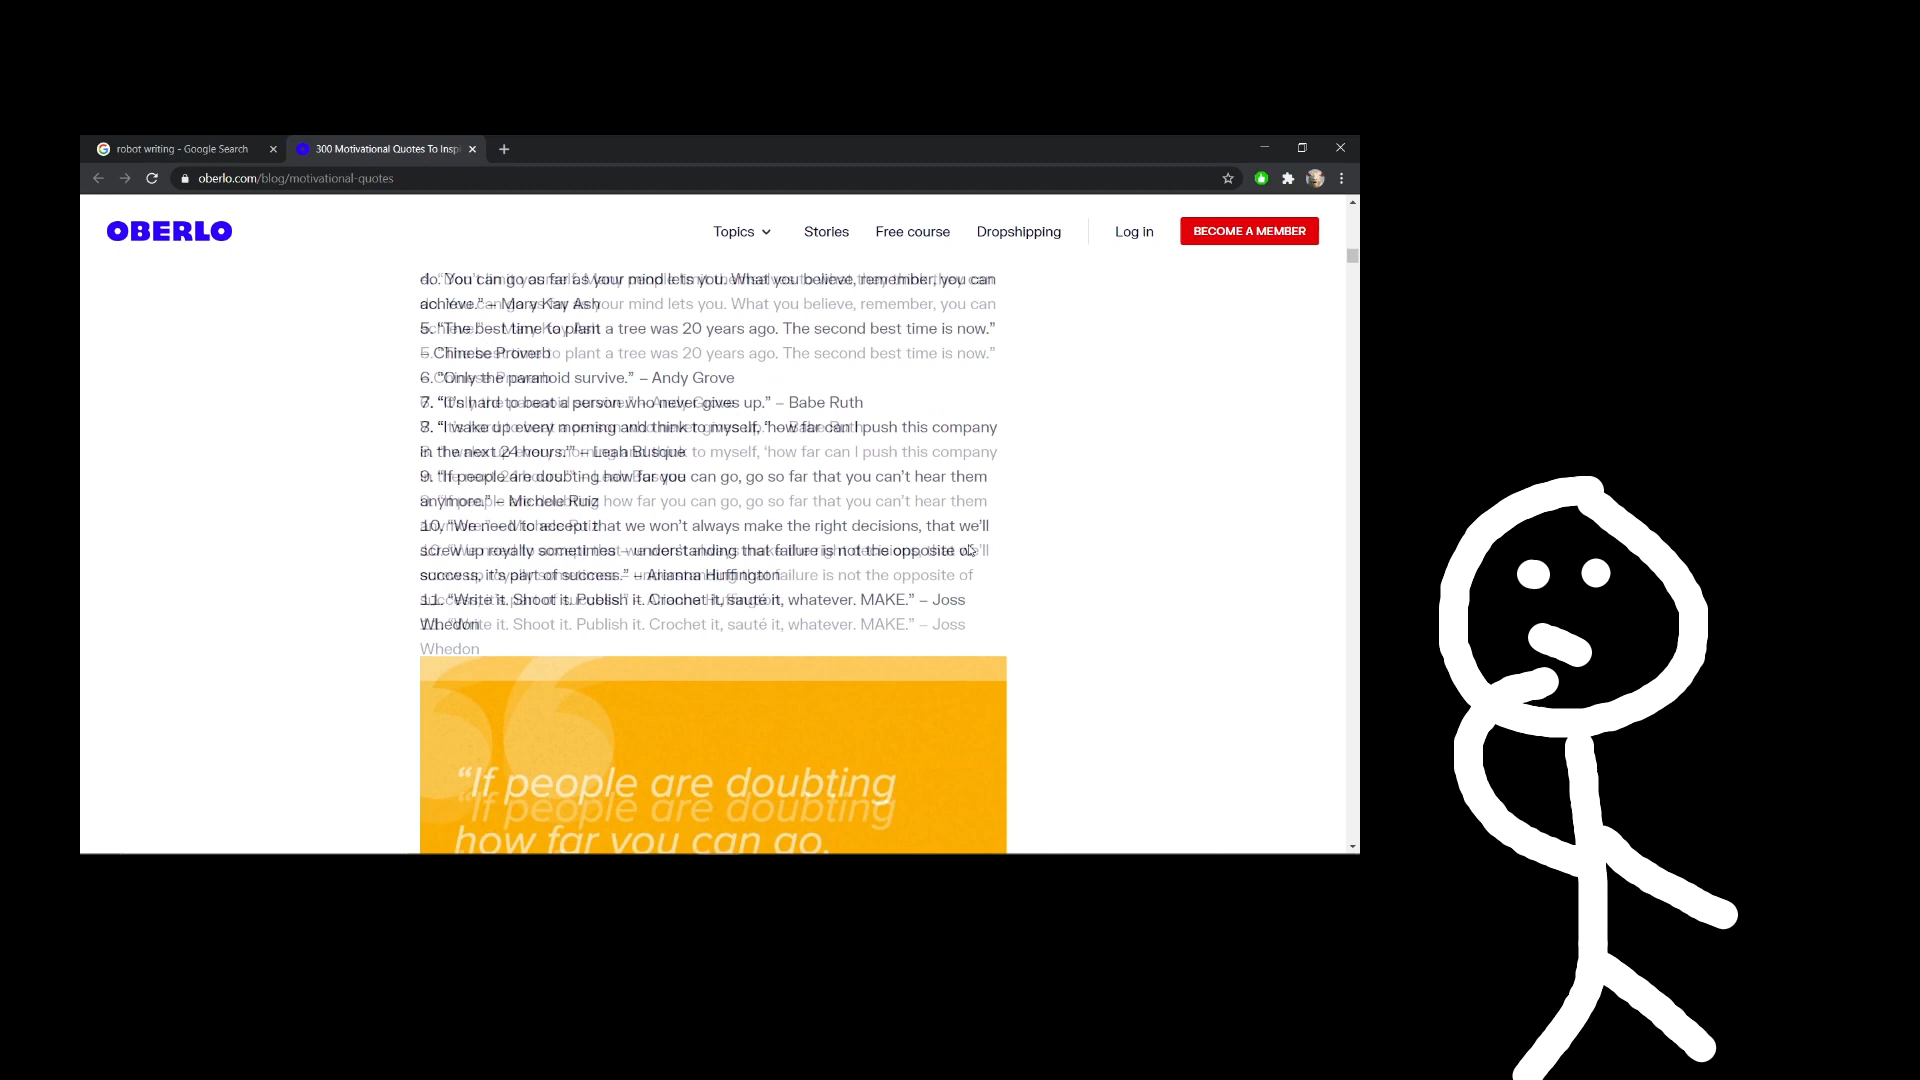 robot writing - Google Search
300 Motivational Quotes To Insp
oberlo.com/blog/motivational-quotes
OBERLO
Topics
Stories
Free course
Dropshipping
Log in
BECOME A MEMBER
do. You can go as far as your mind lets you. What you believe, remember, you can
achieve.” – Mary Kay Ash
5. “The best time to plant a tree was 20 years ago. The second best time is now.”
– Chinese Proverb
6. “Only the paranoid survive.” – Andy Grove
7. “It’s hard to beat a person who never gives up.” – Babe Ruth
8. “I wake up every morning and think to myself, ‘how far can I push this company
in the next 24 hours.’” – Leah Busque
9. “If people are doubting how far you can go, go so far that you can’t hear them
anymore.” – Michele Ruiz
10. “We need to accept that we won’t always make the right decisions, that we’ll
screw up royally sometimes – understanding that failure is not the opposite of
success, it’s part of success.” – Arianna Huffington
11. “Write it. Shoot it. Publish it. Crochet it, sauté it, whatever. MAKE.” – Joss
Whedon
“If people are doubting
how far you can go,